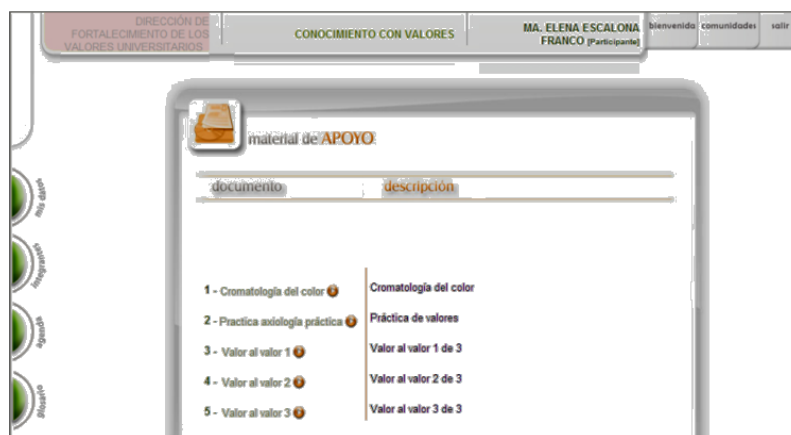 DIRECCIÓN DE
FORTALECIMIENTO DE LOS
VALORES UNIVERSITARIOS
CONOCIMIENTO CON VALORES
MA. ELENA ESCALONA
FRANCO [Participante]
bienvenida comunidades salir
material de APOYO
documento descripción
mis datos
integrantes
agenda
glosario
1 - Cromatología del color Cromatología del color
2 - Practica axiología práctica Práctica de valores
3 - Valor al valor 1 Valor al valor 1 de 3
4 - Valor al valor 2 Valor al valor 2 de 3
5 - Valor al valor 3 Valor al valor 3 de 3